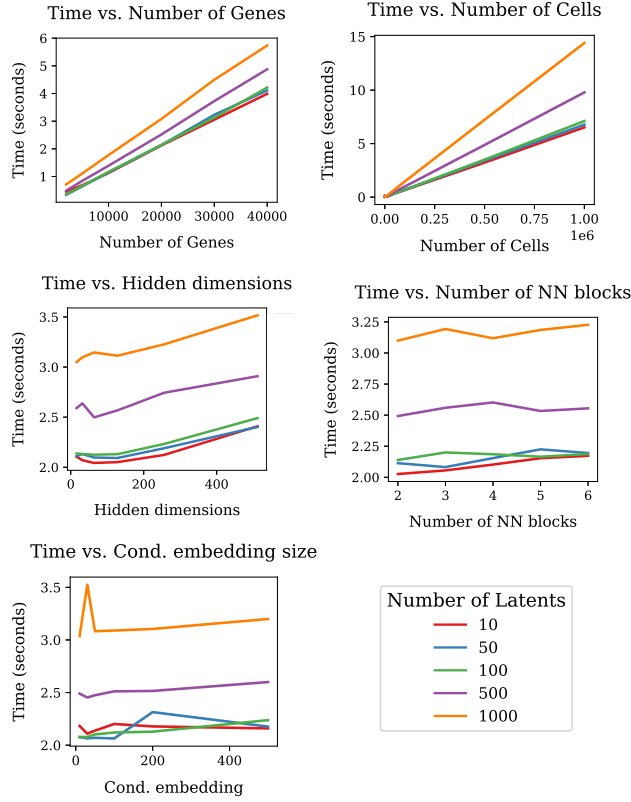 Time vs. Number of Genes
6
5
4
3
2
1
10000 20000 30000 40000
Time (seconds)
Number of Genes
Time vs. Number of Cells
15
10
5
0
0.00 0.25 0.50 0.75 1.00
1e6
Time (seconds)
Number of Cells
Time vs. Hidden dimensions
3.5
3.0
2.5
2.0
0 200 400
Time (seconds)
Hidden dimensions
Time vs. Number of NN blocks
3.25
3.00
2.75
2.50
2.25
2.00
2 3 4 5 6
Time (seconds)
Number of NN blocks
Time vs. Cond. embedding size
3.5
3.0
2.5
2.0
0 200 400
Time (seconds)
Cond. embedding
Number of Latents
10
50
100
500
1000